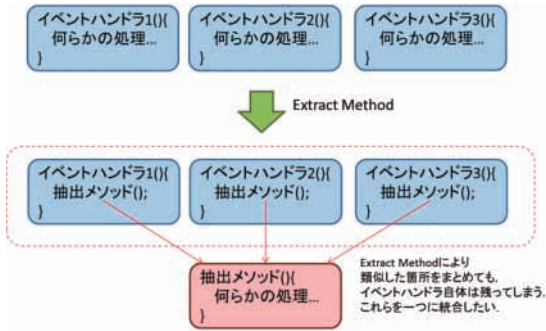 イベントハンドラ1(){
何らかの処理...
}
イベントハンドラ2(){
何らかの処理...
}
イベントハンドラ3(){
何らかの処理...
}
Extract Method
イベントハンドラ1(){
抽出メソッド();
}
イベントハンドラ2(){
抽出メソッド();
}
イベントハンドラ3(){
抽出メソッド();
}
抽出メソッド(){
何らかの処理...
}
Extract Methodにより
類似した箇所をまとめても,
イベントハンドラ自体は残ってしまう.
これらを一つに統合したい.